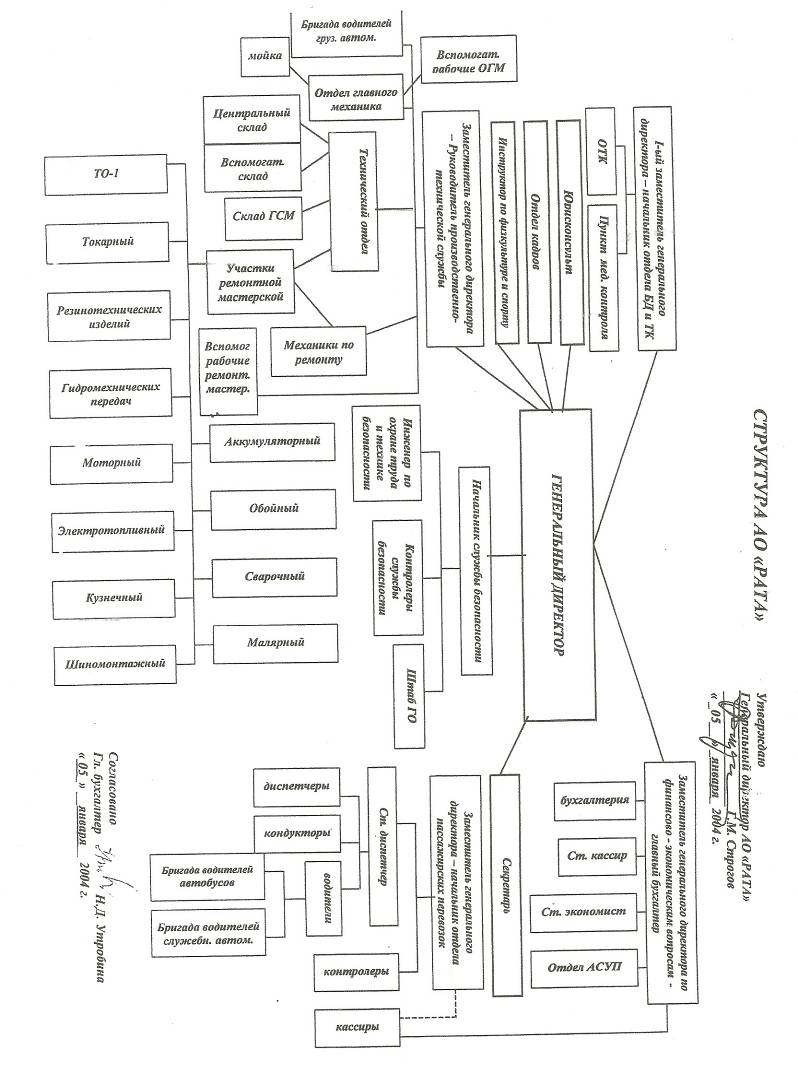 СТРУКТУРА АО «РАТА»
Утверждаю
Генеральный директор АО «РАТА»
Г.М. Строгов
« 05 » января 2004 г.
ГЕНЕРАЛЬНЫЙ ДИРЕКТОР
I-ый заместитель генерального
директора – начальник отдела БД и ТК
ОТК
Пункт мед. контроля
Юрисконсульт
Отдел кадров
Инструктор по физкультуре и спорту
Заместитель генерального директора
– Руководитель производственно-
технической службы
Бригада водителей
груз. автом.
мойка
Отдел главного
механика
Вспомогат.
рабочие ОГМ
Технический отдел
Центральный
склад
Вспомогат.
склад
Склад ГСМ
Участки
ремонтной
мастерской
Механики по
ремонту
Вспомог
рабочие
ремонт.
мастер.
ТО-1
Токарный
Резинотехнических
изделий
Гидромехнических
передач
Моторный
Электротопливный
Кузнечный
Шиномонтажный
Аккумуляторный
Обойный
Сварочный
Малярный
Начальник службы безопасности
Инженер по
охране труда
и технике
безопасности
Контролеры
службы
безопасности
Штаб ГО
Секретарь
Заместитель генерального директора по
финансово - экономическим вопросам -
главный бухгалтер
бухгалтерия
Ст. кассир
Ст. экономист
Отдел АСУП
Заместитель генерального
директора – начальник отдела
пассажирских перевозок
Ст. диспетчер
диспетчеры
кондукторы
водители
Бригада водителей
автобусов
Бригада водителей
служебн. автом.
контролеры
кассиры
Согласовано
Гл. бухгалтер Н.Д. Утробина
« 05 » января 2004 г.